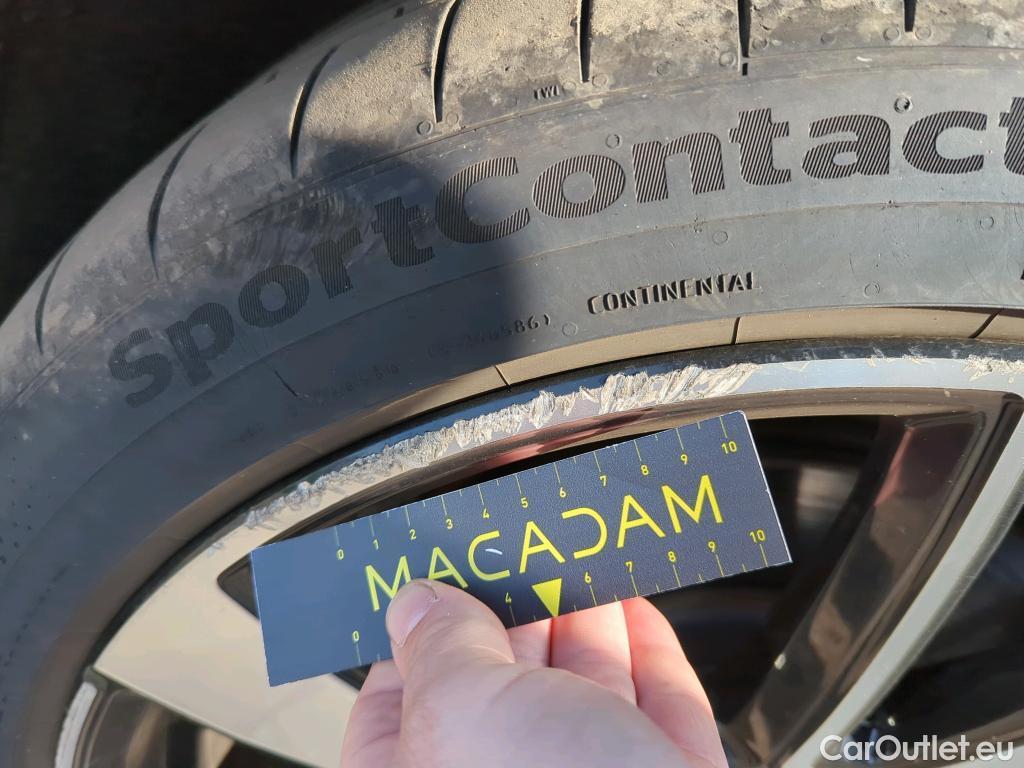 TWI
SportContact
CONTINENTAL
0 1 2 3 4 5 6 7 8 9 10
MACADAM
0 4 6 7 8 9 10
CarOutlet.eu